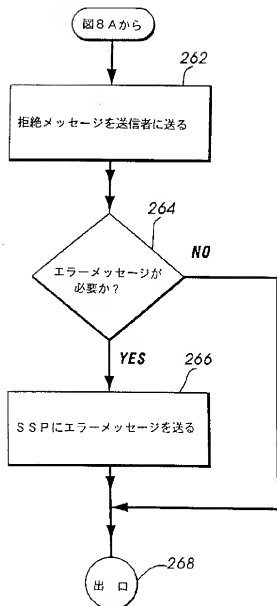 図8Aから
262
拒絶メッセージを送信者に送る
264
エラーメッセージが
必要か？
NO
YES
266
ＳＳＰにエラーメッセージを送る
出 口
268